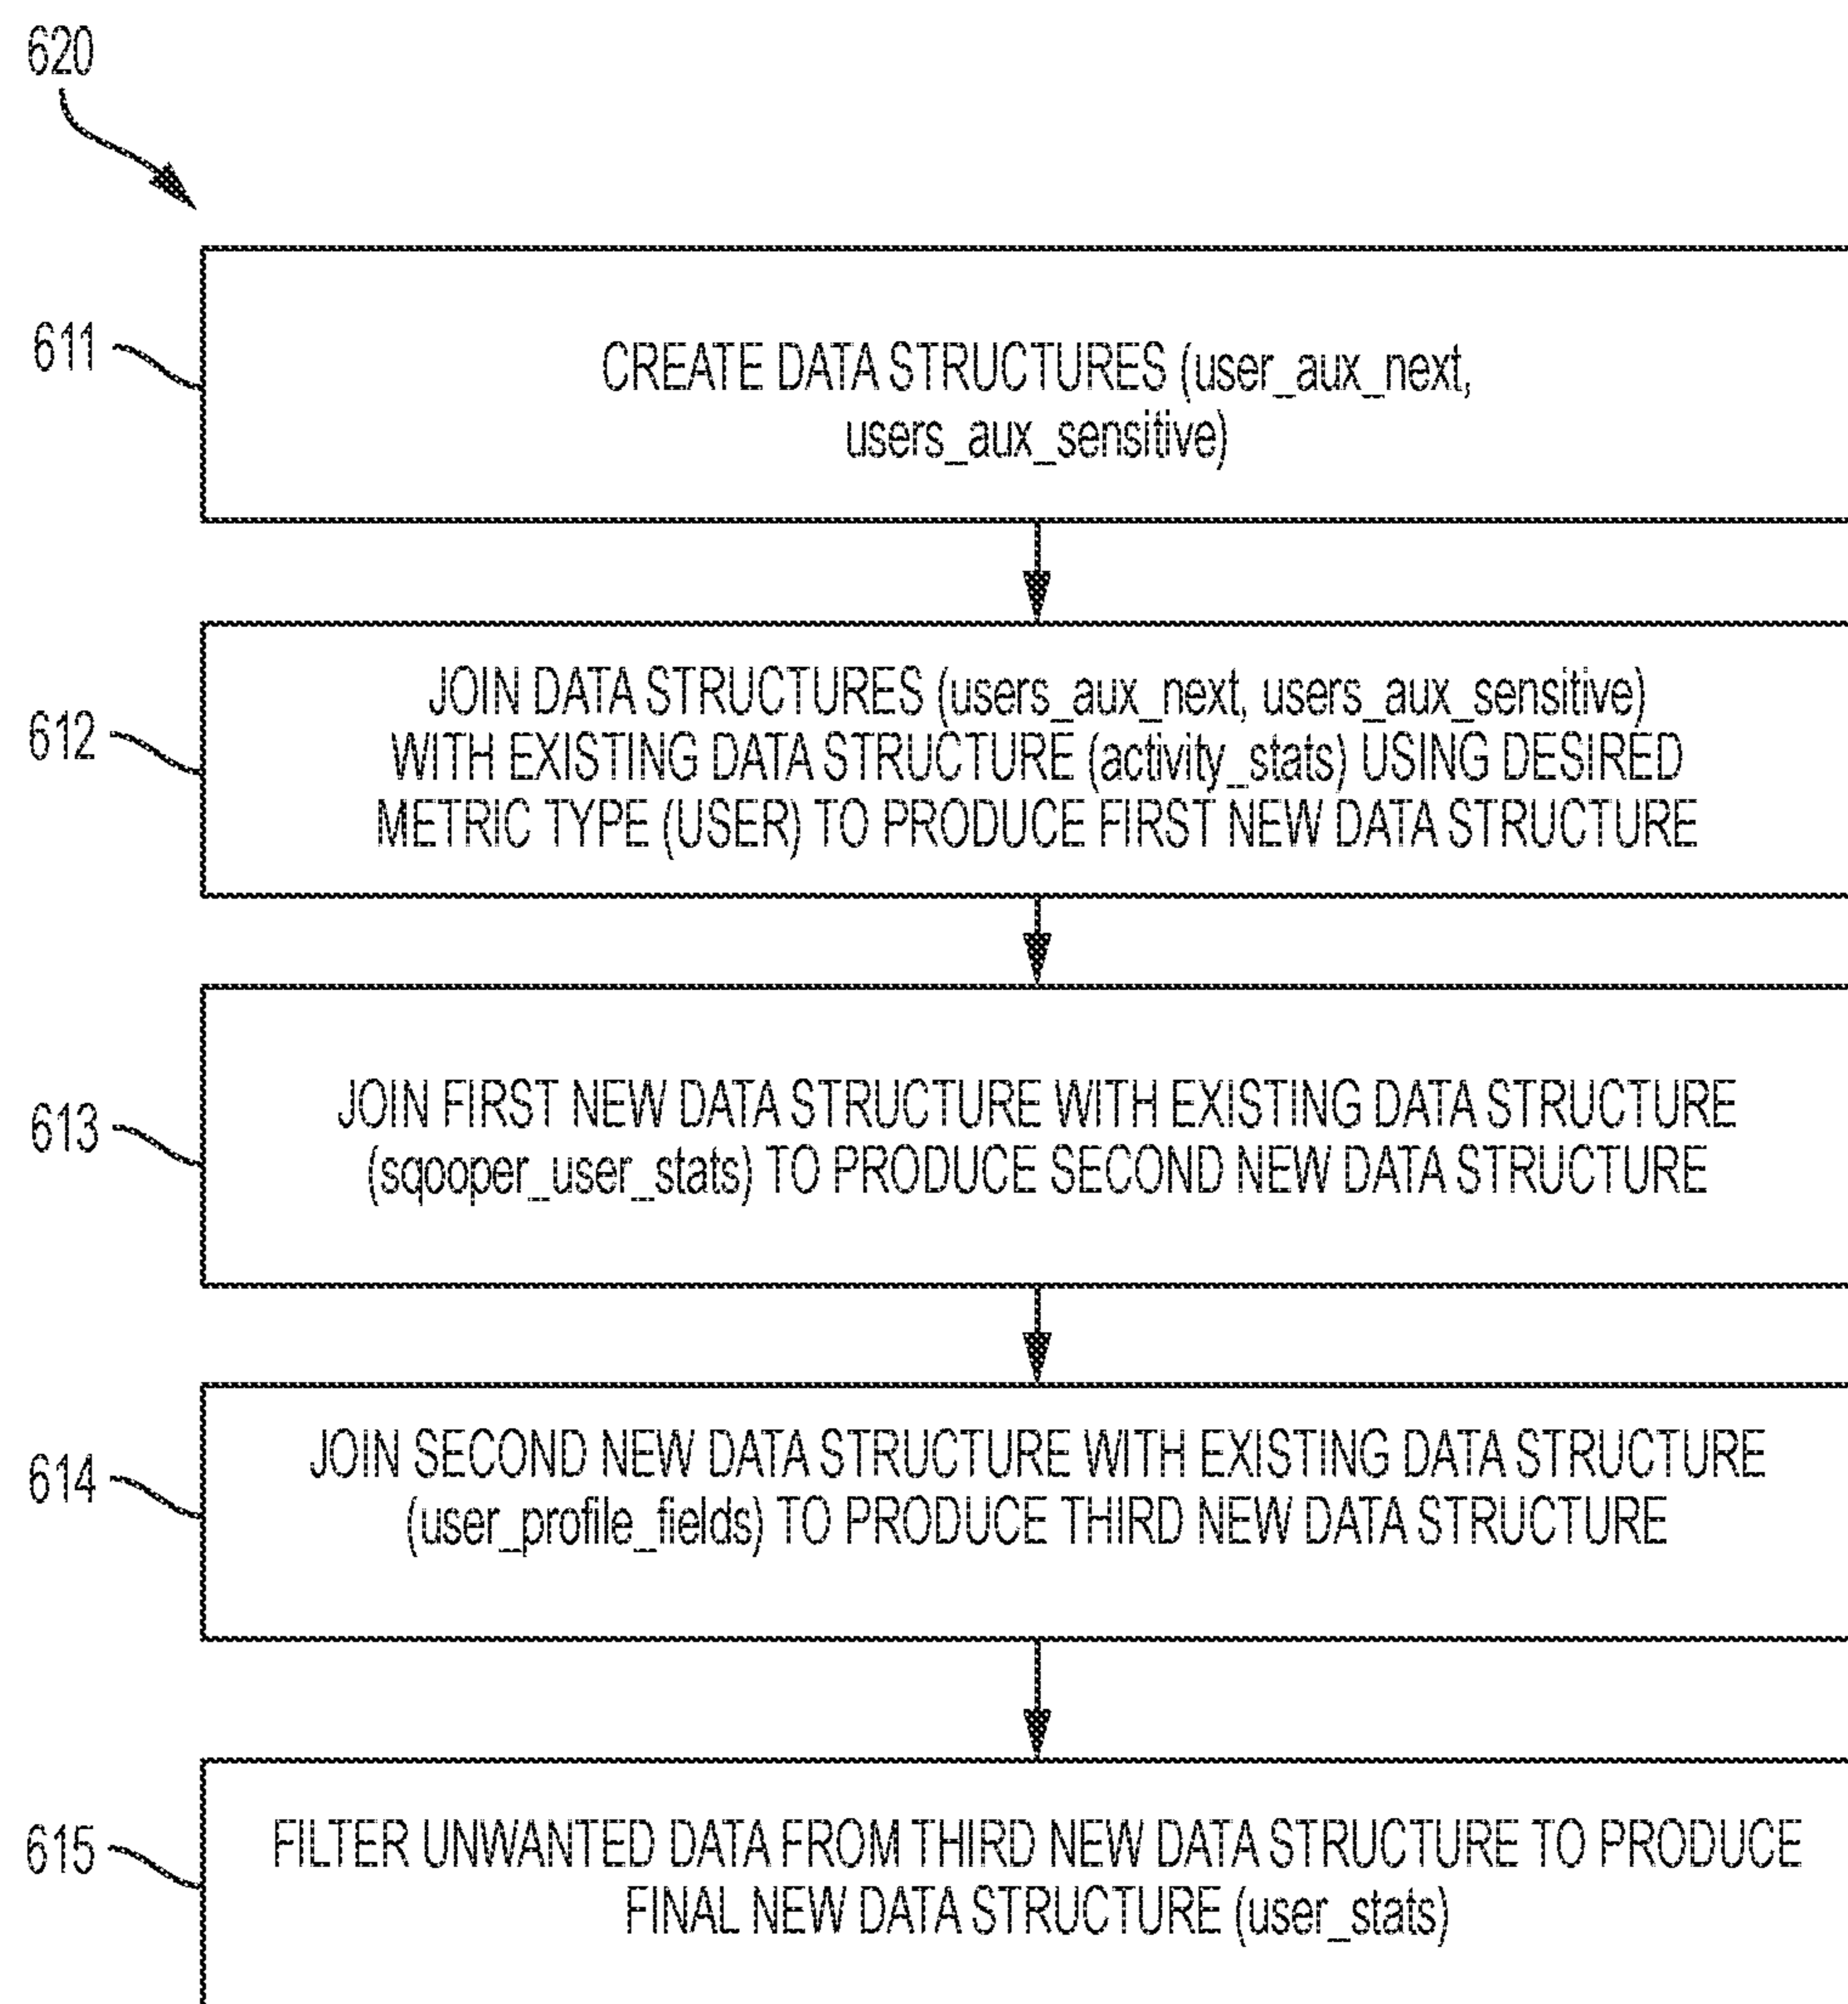 620
611
CREATE DATA STRUCTURES (user_aux_next,
users_aux_sensitive)
612
JOIN DATA STRUCTURES (users_aux_next, users_aux_sensitive)
WITH EXISTING DATA STRUCTURE (activity_stats) USING DESIRED
METRIC TYPE (USER) TO PRODUCE FIRST NEW DATA STRUCTURE
613
JOIN FIRST NEW DATA STRUCTURE WITH EXISTING DATA STRUCTURE
(sqooper_user_stats) TO PRODUCE SECOND NEW DATA STRUCTURE
614
JOIN SECOND NEW DATA STRUCTURE WITH EXISTING DATA STRUCTURE
(user_profile_fields) TO PRODUCE THIRD NEW DATA STRUCTURE
615
FILTER UNWANTED DATA FROM THIRD NEW DATA STRUCTURE TO PRODUCE
FINAL NEW DATA STRUCTURE (user_stats)